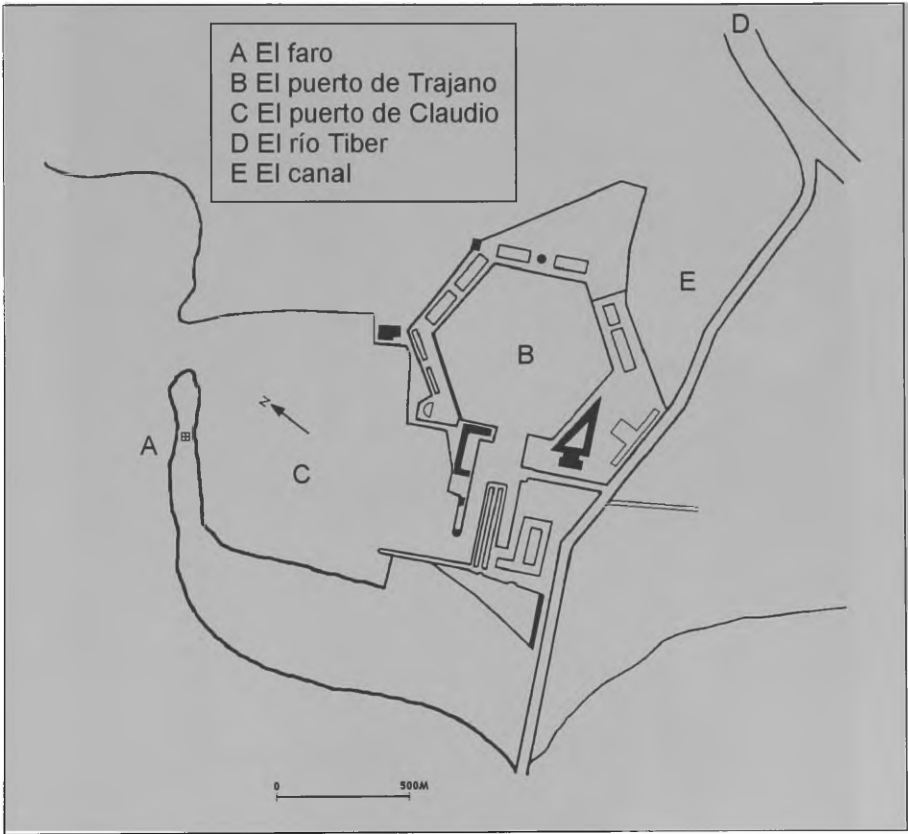 D
A El faro
B El puerto de Trajano
C El puerto de Claudio
D El río Tiber
E El canal
E
B
N
A
C
0 500M